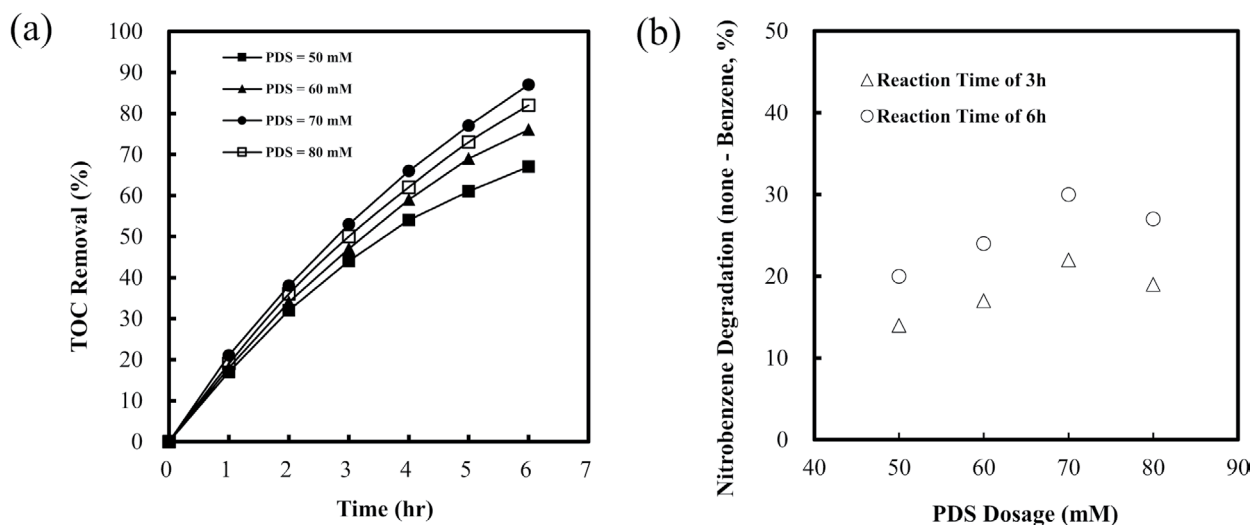 (a)
TOC Removal (%)
100
90
80
70
60
50
40
30
20
10
0
PDS = 50 mM
PDS = 60 mM
PDS = 70 mM
PDS = 80 mM
0 1 2 3 4 5 6 7
Time (hr)
(b)
Nitrobenzene Degradation (none - Benzene, %)
50
40
30
20
10
0
Reaction Time of 3h
Reaction Time of 6h
40 50 60 70 80 90
PDS Dosage (mM)